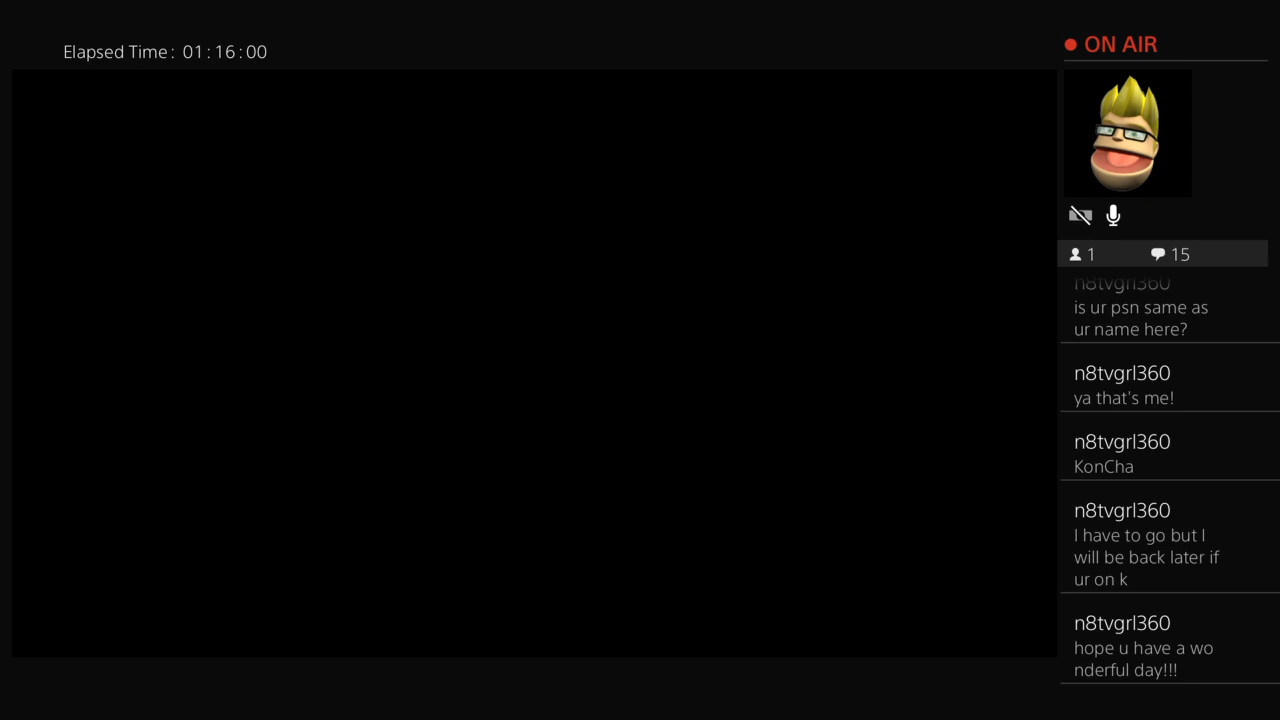 Elapsed Time: 01:16:00
ON AIR
1 15
n8tvgrl360
is ur psn same as
ur name here?
n8tvgrl360
ya that's me!
n8tvgrl360
KonCha
n8tvgrl360
I have to go but I
will be back later if
ur on k
n8tvgrl360
hope u have a wo
nderful day!!!